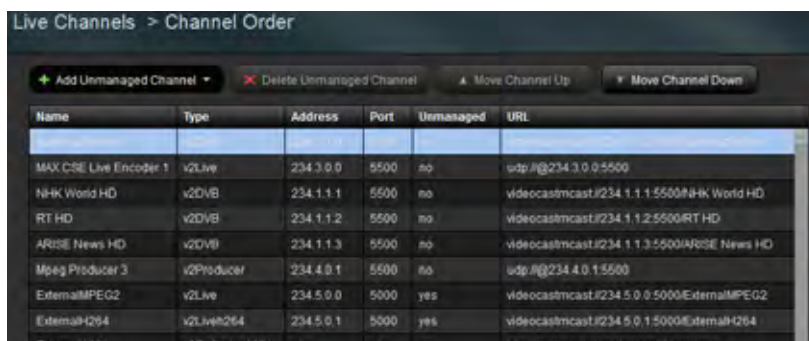 Live Channels > Channel Order
+ Add Unmanaged Channel
Delete Unmanaged Channel
Move Channel Up
Move Channel Down
Name Type Address Port Unmanaged URL
MAX CSE Live Encoder 1 v2Live 234.3.0.0 5500 no udp://@234.3.0.0:5500
NHK World HD v2DVB 234.1.1.1 5500 no videocastmcast://234.1.1.1:5500/NHK World HD
RT HD v2DVB 234.1.1.2 5500 no videocastmcast://234.1.1.2:5500/RT HD
ARISE News HD v2DVB 234.1.1.3 5500 no videocastmcast://234.1.1.3:5500/ARISE News HD
Mpeg Producer 3 v2Producer 234.4.0.1 5500 no udp://@234.4.0.1:5500
ExternalMPEG2 v2Live 234.5.0.0 5000 yes videocastmcast://234.5.0.0:5000/ExternalMPEG2
ExternalH264 v2Liveh264 234.5.0.1 5000 yes videocastmcast://234.5.0.1:5000/ExternalH264